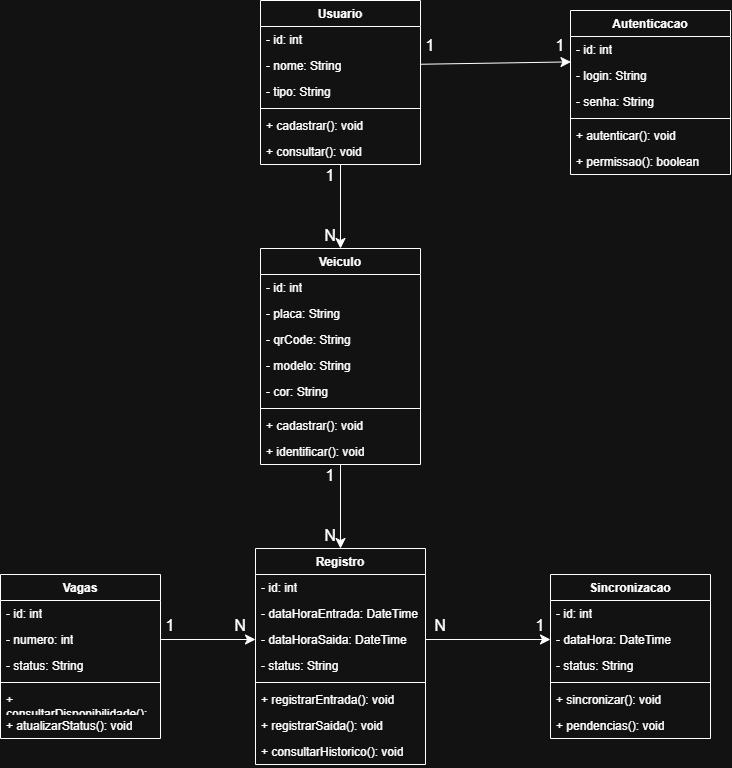 Usuario
- id: int
- nome: String
- tipo: String
+ cadastrar(): void
+ consultar(): void
1
1
Autenticacao
- id: int
- login: String
- senha: String
+ autenticar(): void
+ permissao(): boolean
1
N
Veiculo
- id: int
- placa: String
- qrCode: String
- modelo: String
- cor: String
+ cadastrar(): void
+ identificar(): void
1
N
Vagas
- id: int
- numero: int
- status: String
+
consultarDisponibilidade():
+ atualizarStatus(): void
1
N
Registro
- id: int
- dataHoraEntrada: DateTime
- dataHoraSaida: DateTime
- status: String
+ registrarEntrada(): void
+ registrarSaida(): void
+ consultarHistorico(): void
N
1
Sincronizacao
- id: int
- dataHora: DateTime
- status: String
+ sincronizar(): void
+ pendencias(): void